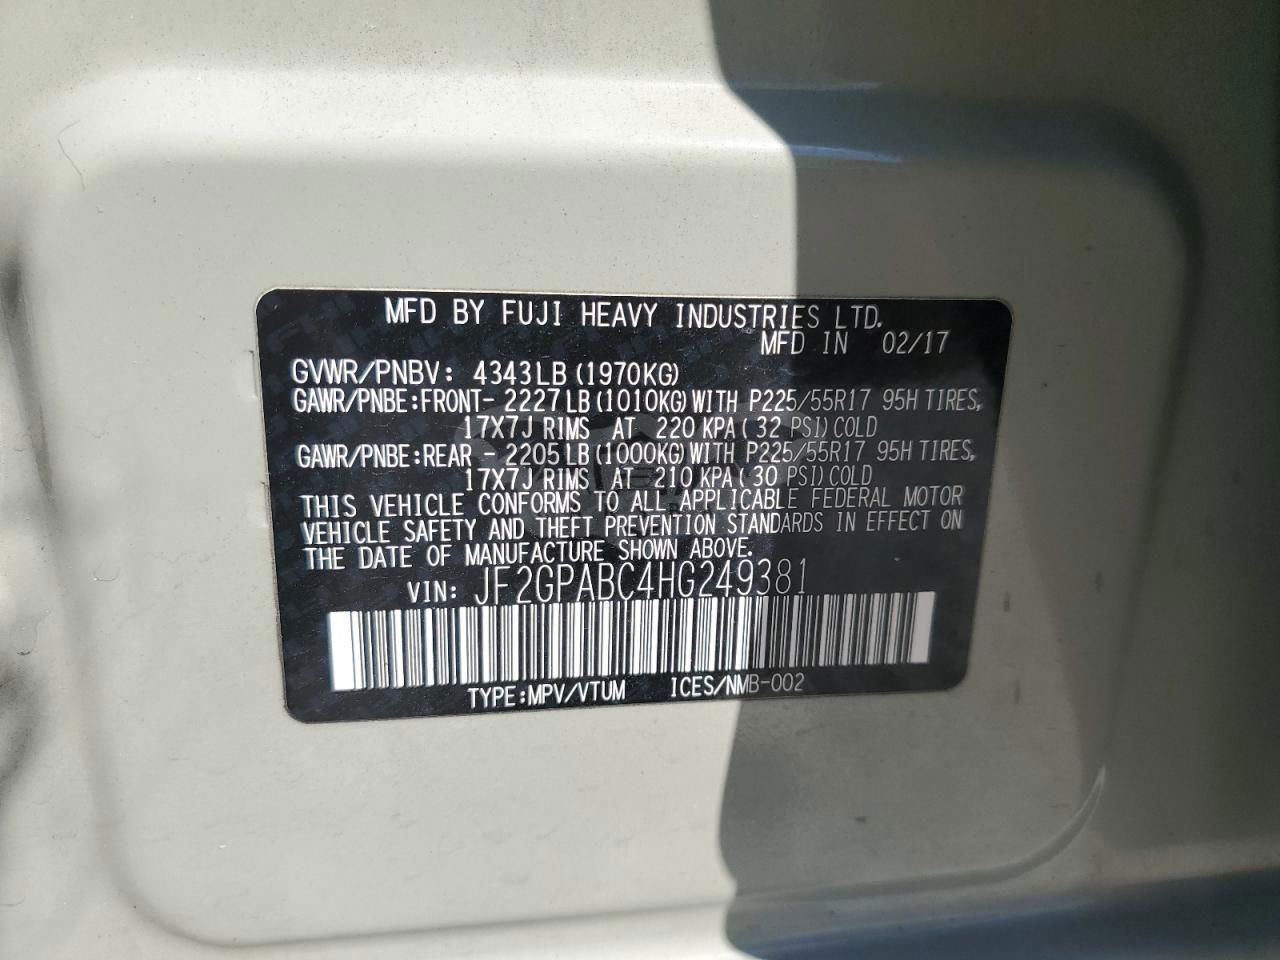 MFD BY FUJI HEAVY INDUSTRIES LTD.
MFD IN 02/17
GVWR/PNBV: 4343LB (1970KG)
GAWR/PNBE:FRONT- 2227LB(1010KG)WITH P225/55R17 95H TIRES,
17X7J RIMS AT 220 KPA( 32 PSI)COLD
GAWR/PNBE:REAR - 2205LB(1000KG)WITH P225/55R17 95H TIRES,
17X7J RIMS AT 210 KPA( 30 PSI)COLD
THIS VEHICLE CONFORMS TO ALL APPLICABLE FEDERAL MOTOR
VEHICLE SAFETY AND THEFT PREVENTION STANDARDS IN EFFECT ON
THE DATE OF MANUFACTURE SHOWN ABOVE.
VIN: JF2GPABC4HG249381
TYPE:MPV/VTUM ICES/NMB-002